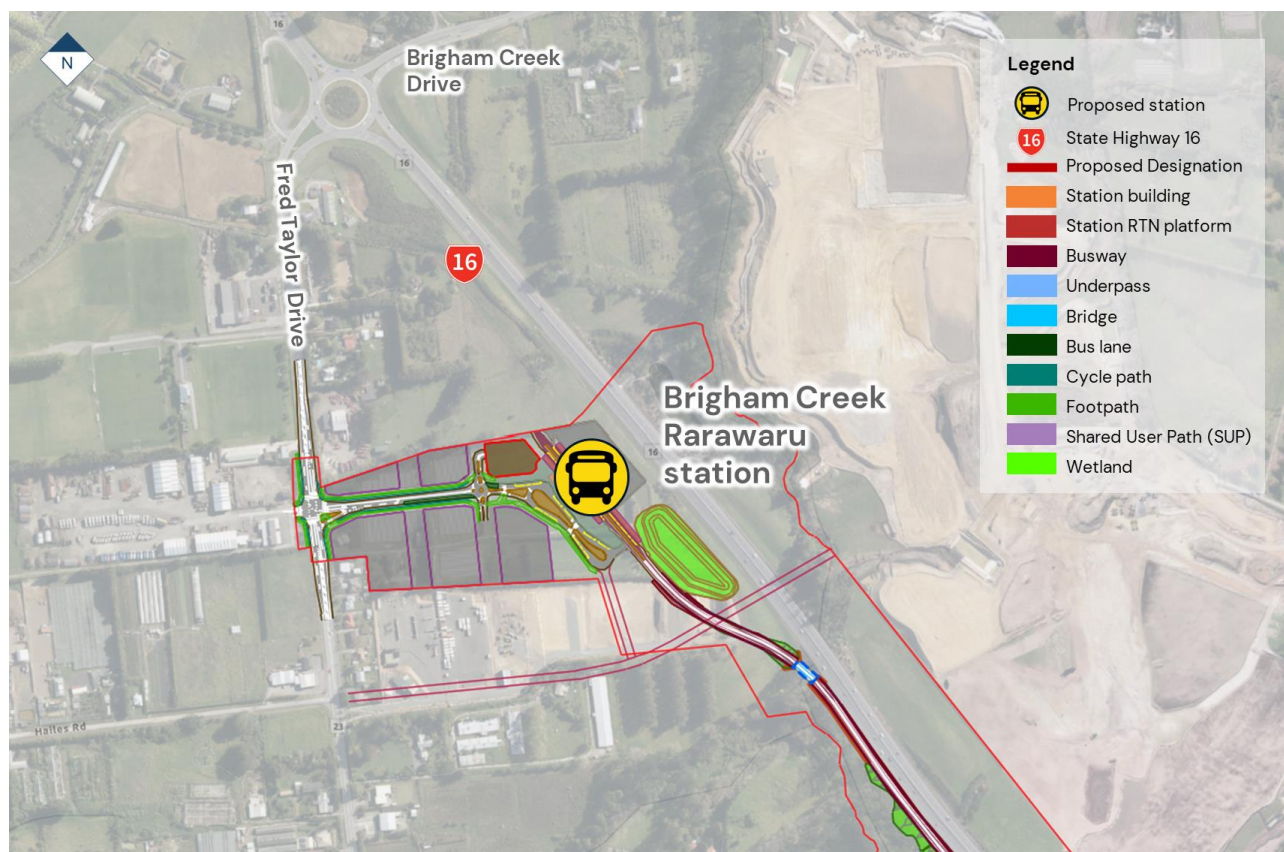 N
16
Brigham Creek
Drive
16
Fred Taylor Drive
16
Brigham Creek
Rarawaru
station
16
Hailes Rd
23
Legend
Proposed station
16
State Highway 16
Proposed Designation
Station building
Station RTN platform
Busway
Underpass
Bridge
Bus lane
Cycle path
Footpath
Shared User Path (SUP)
Wetland